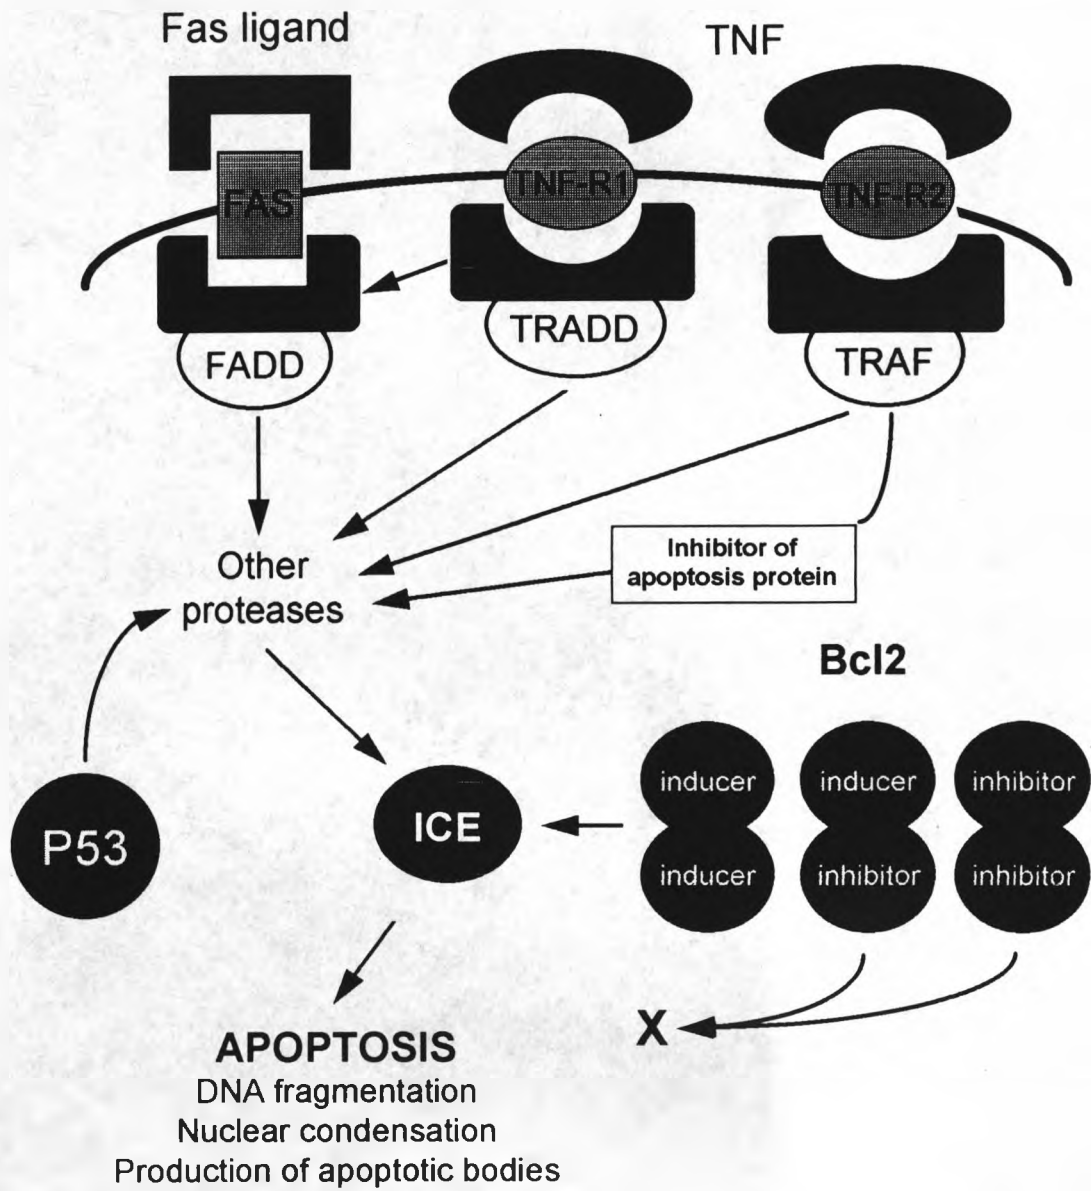 Fas ligand
TNF
FAS
TNF-R1
TNF-R2
FADD
TRADD
TRAF
Other
proteases
Inhibitor of
apoptosis protein
Bcl2
inducer
inducer
inhibitor
inducer
inhibitor
inhibitor
P53
ICE
X
APOPTOSIS
DNA fragmentation
Nuclear condensation
Production of apoptotic bodies